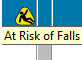 At Risk of Falls